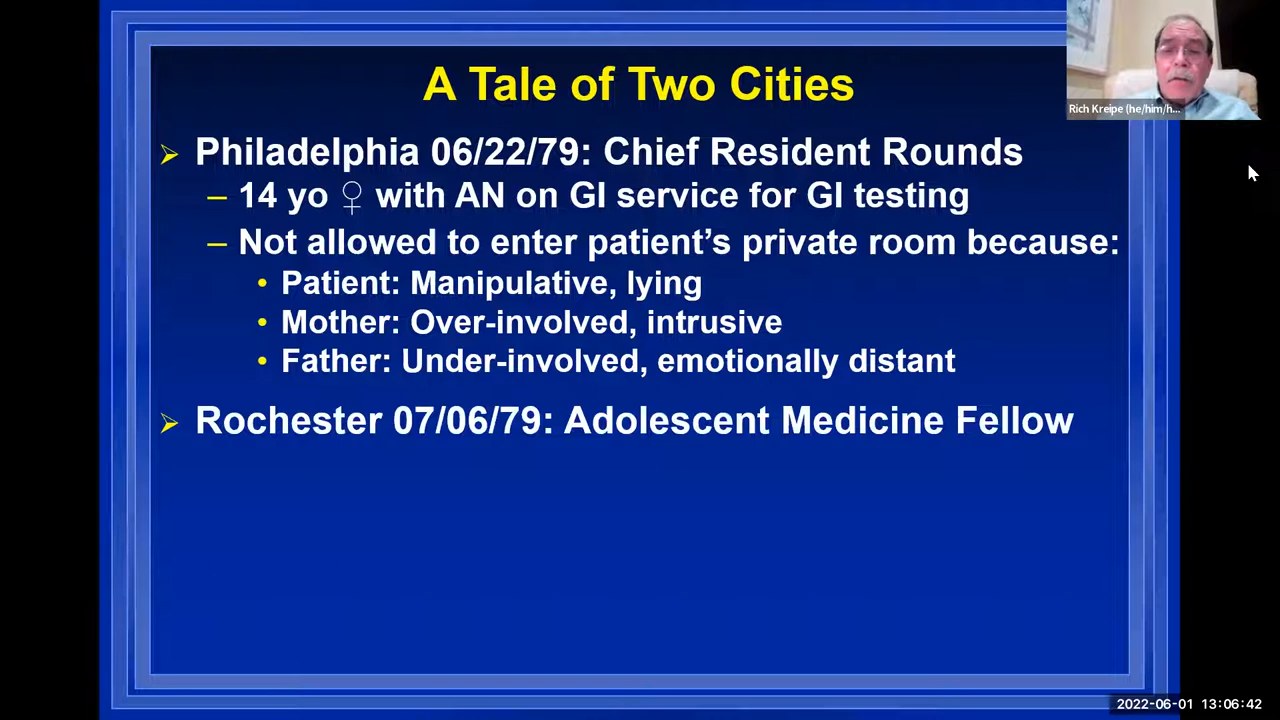 A Tale of Two Cities
Rich Kreipe (he/him/h...
➢ Philadelphia 06/22/79: Chief Resident Rounds
– 14 yo ♀ with AN on GI service for GI testing
– Not allowed to enter patient’s private room because:
• Patient: Manipulative, lying
• Mother: Over-involved, intrusive
• Father: Under-involved, emotionally distant
➢ Rochester 07/06/79: Adolescent Medicine Fellow
2022-06-01 13:06:42